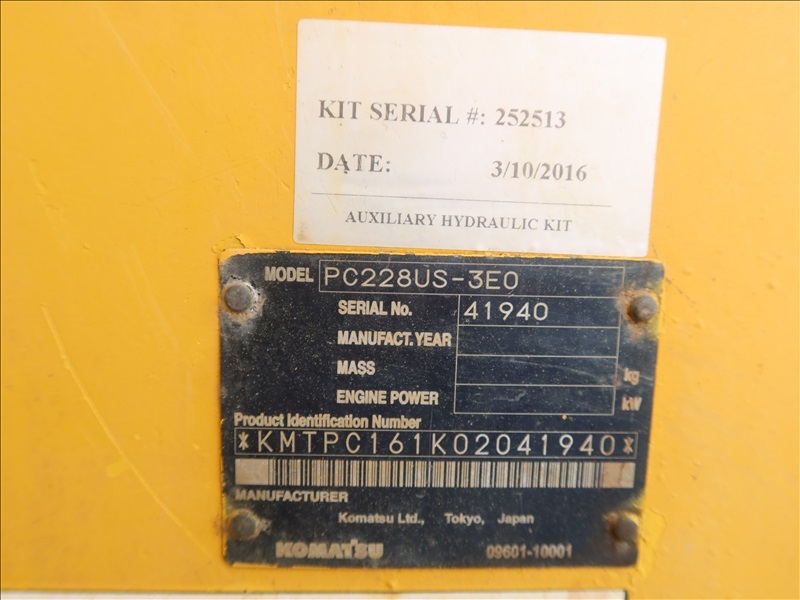 KIT SERIAL #: 252513
DATE: 3/10/2016
AUXILIARY HYDRAULIC KIT
MODEL PC228US-3E0
SERIAL No. 41940
MANUFACT. YEAR
MASS kg
ENGINE POWER kW
Product Identification Number
*KMTPC161K02041940*
MANUFACTURER
Komatsu Ltd., Tokyo, Japan
KOMATSU 09601-10001